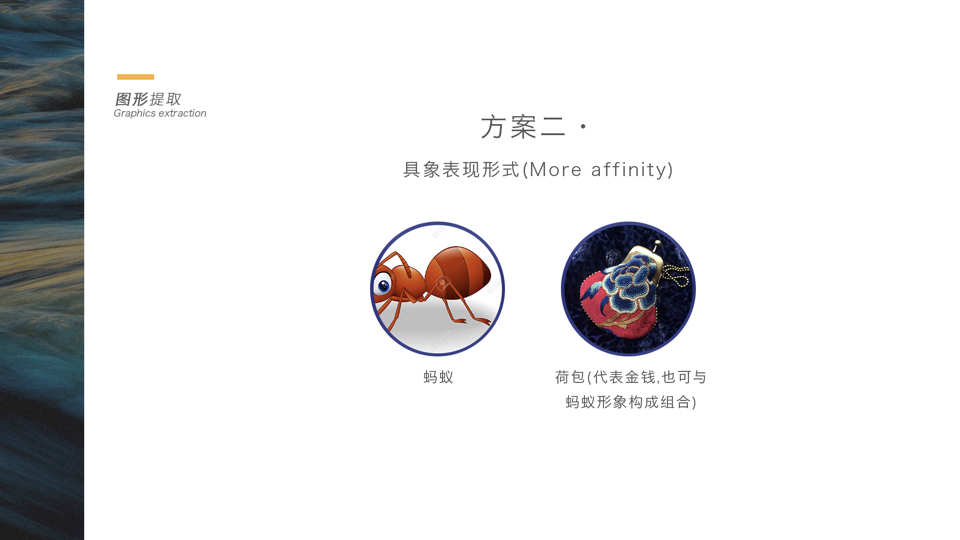 图形提取
Graphics extraction
方案二·
具象表现形式(More affinity)
蚂蚁
荷包(代表金钱,也可与
蚂蚁形象构成组合)